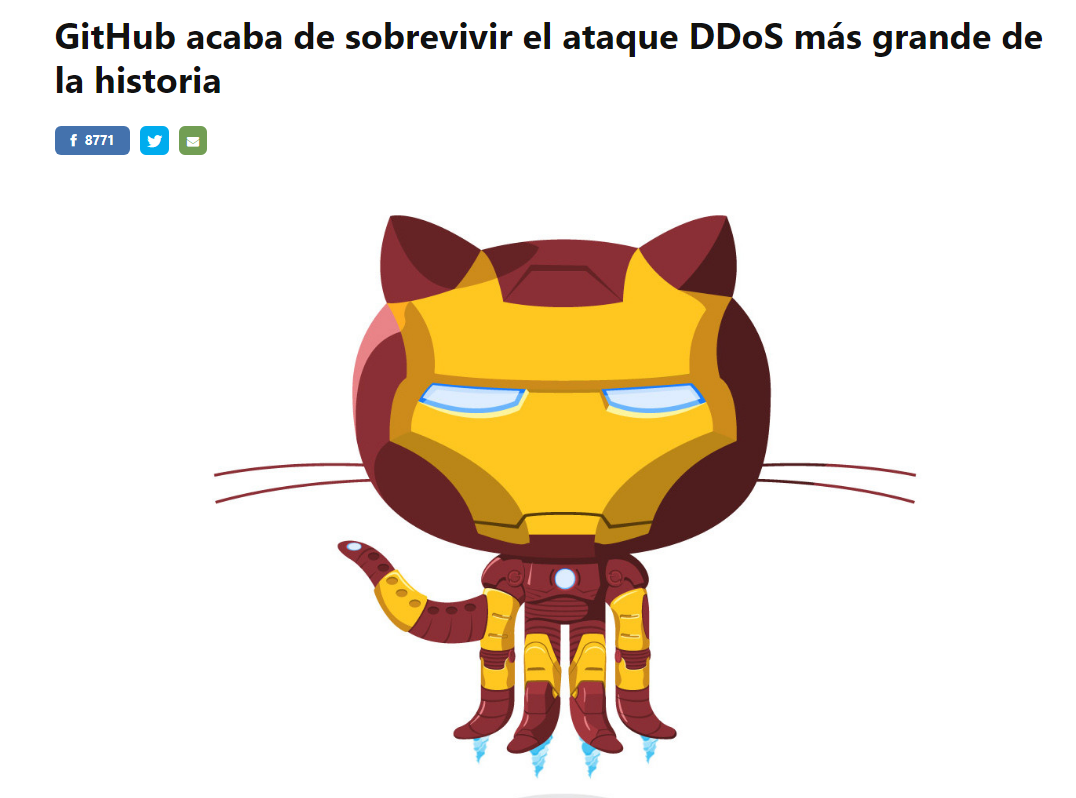 GitHub acaba de sobrevivir el ataque DDoS más grande de
la historia
8771